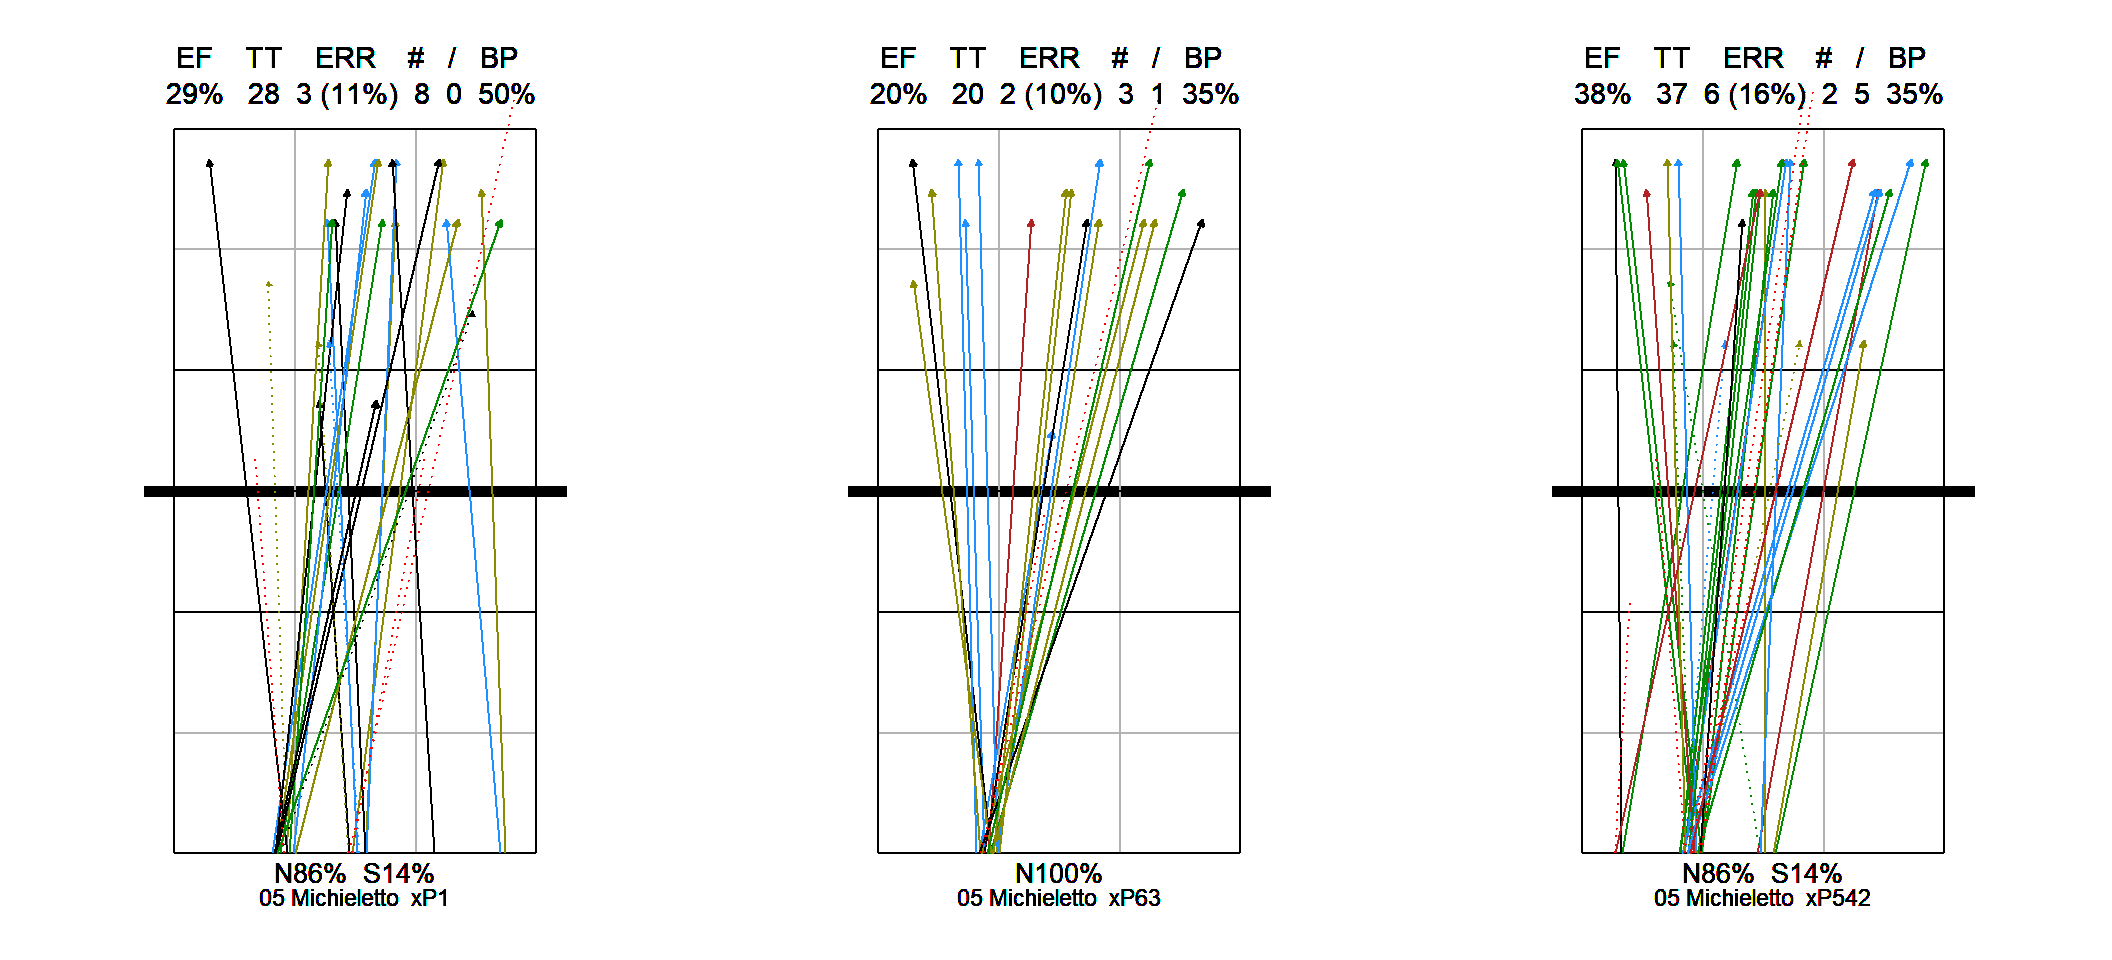 EF TT ERR # / BP
29% 28 3 (11%) 8 0 50%
N86% S14%
05 Michieletto xP1
EF TT ERR # / BP
20% 20 2 (10%) 3 1 35%
N100%
05 Michieletto xP63
EF TT ERR # / BP
38% 37 6 (16%) 2 5 35%
N86% S14%
05 Michieletto xP542